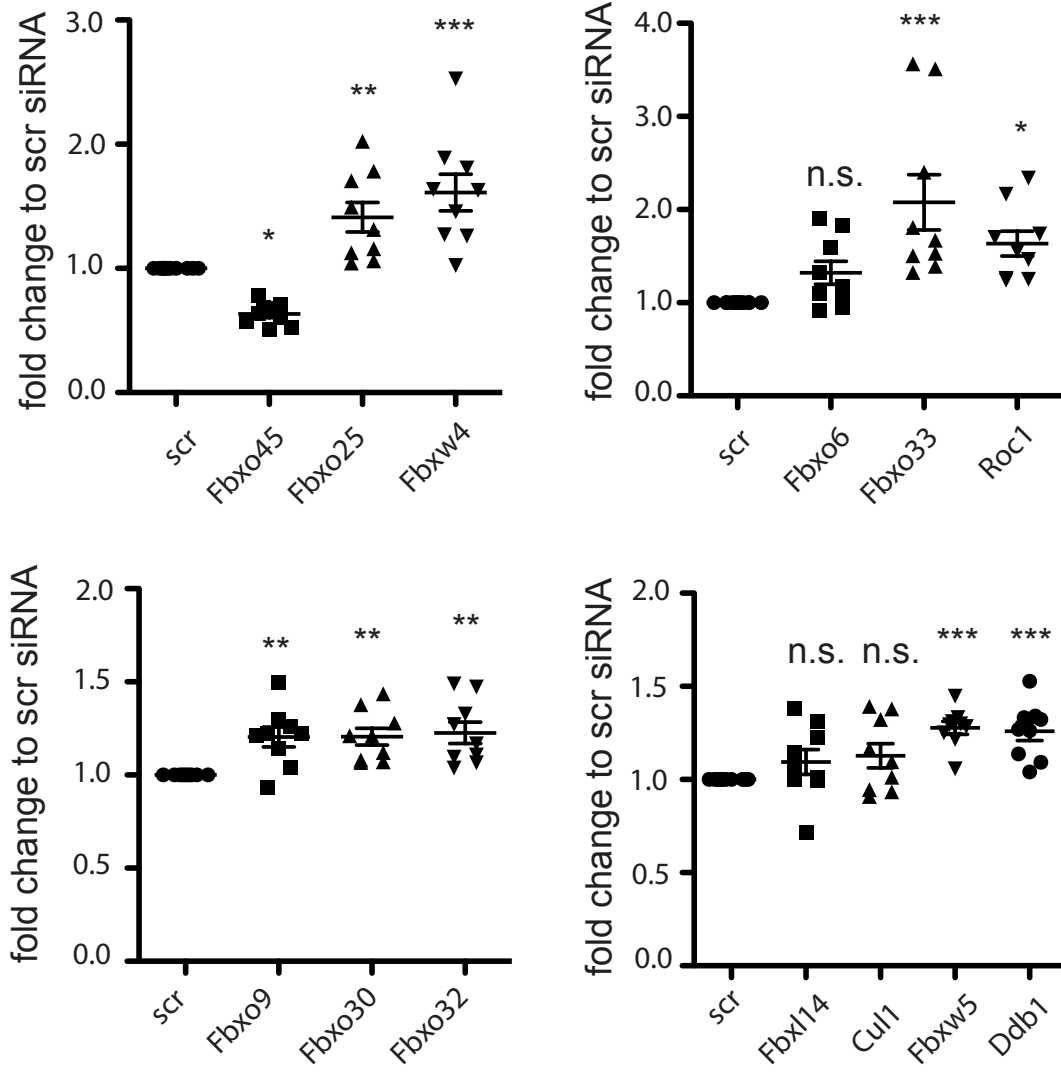 fold change to scr siRNA
3.0
2.0
1.0
0.0
*
**
***
scr
Fbxo45
Fbxo25
Fbxw4
fold change to scr siRNA
4.0
3.0
2.0
1.0
0.0
n.s.
***
*
scr
Fbxo6
Fbxo33
Roc1
fold change to scr siRNA
2.0
1.5
1.0
0.5
0.0
**
**
**
scr
Fbxo9
Fbxo30
Fbxo32
fold change to scr siRNA
2.0
1.5
1.0
0.5
0.0
n.s.
n.s.
***
***
scr
Fbxl14
Cul1
Fbxw5
Ddb1